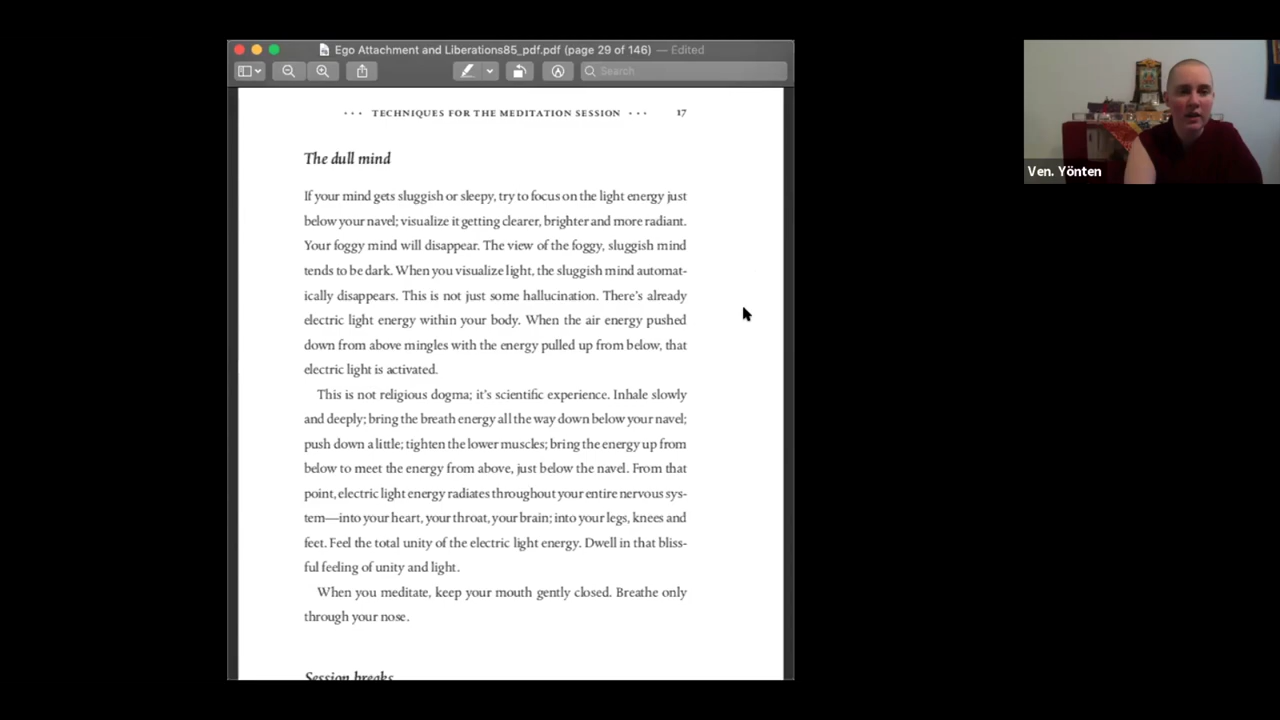 Ego Attachment and Liberations85_pdf.pdf (page 29 of 146) — Edited
Search
··· TECHNIQUES FOR THE MEDITATION SESSION ··· 17
The dull mind
If your mind gets sluggish or sleepy, try to focus on the light energy just
below your navel; visualize it getting clearer, brighter and more radiant.
Your foggy mind will disappear. The view of the foggy, sluggish mind
tends to be dark. When you visualize light, the sluggish mind automat-
ically disappears. This is not just some hallucination. There's already
electric light energy within your body. When the air energy pushed
down from above mingles with the energy pulled up from below, that
electric light is activated.
This is not religious dogma; it's scientific experience. Inhale slowly
and deeply; bring the breath energy all the way down below your navel;
push down a little; tighten the lower muscles; bring the energy up from
below to meet the energy from above, just below the navel. From that
point, electric light energy radiates throughout your entire nervous sys-
tem—into your heart, your throat, your brain; into your legs, knees and
feet. Feel the total unity of the electric light energy. Dwell in that bliss-
ful feeling of unity and light.
When you meditate, keep your mouth gently closed. Breathe only
through your nose.
Session breaks
Ven. Yönten